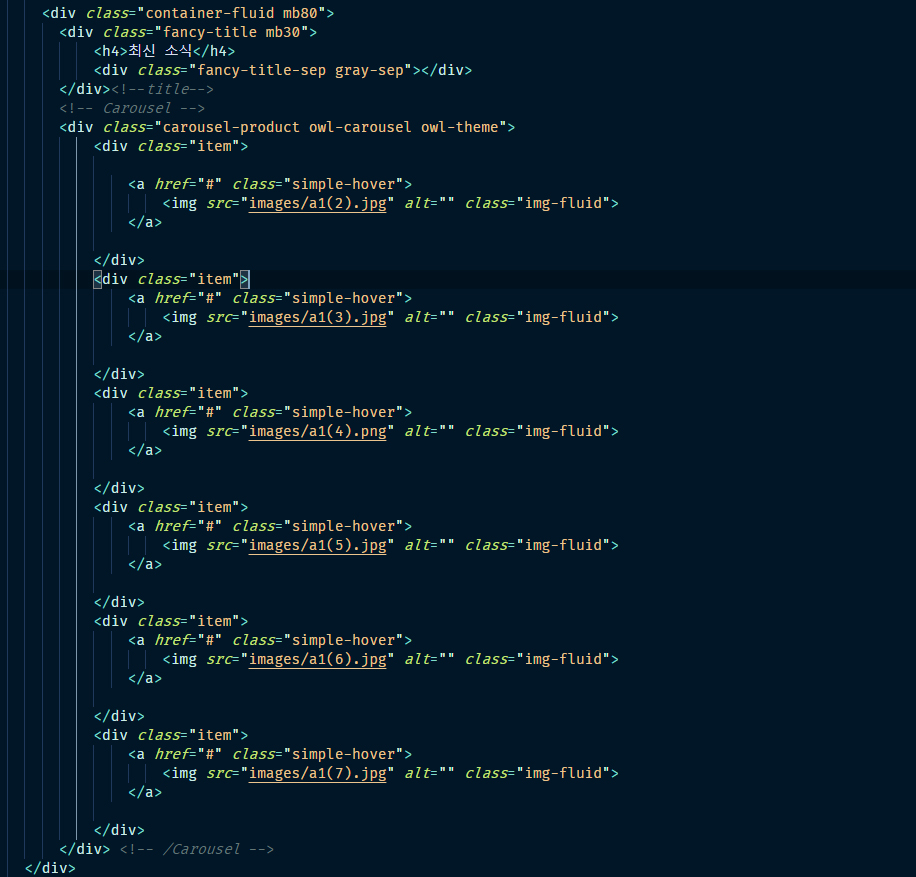 <div class="container-fluid mb80">
<div class="fancy-title mb30">
<h4>최신 소식</h4>
<div class="fancy-title-sep gray-sep"></div>
</div><!--title-->
<!-- Carousel -->
<div class="carousel-product owl-carousel owl-theme">
<div class="item">
<a href="#" class="simple-hover">
<img src="images/a1(2).jpg" alt="" class="img-fluid">
</a>
</div>
<div class="item">
<a href="#" class="simple-hover">
<img src="images/a1(3).jpg" alt="" class="img-fluid">
</a>
</div>
<div class="item">
<a href="#" class="simple-hover">
<img src="images/a1(4).png" alt="" class="img-fluid">
</a>
</div>
<div class="item">
<a href="#" class="simple-hover">
<img src="images/a1(5).jpg" alt="" class="img-fluid">
</a>
</div>
<div class="item">
<a href="#" class="simple-hover">
<img src="images/a1(6).jpg" alt="" class="img-fluid">
</a>
</div>
<div class="item">
<a href="#" class="simple-hover">
<img src="images/a1(7).jpg" alt="" class="img-fluid">
</a>
</div>
</div> <!-- /Carousel -->
</div>